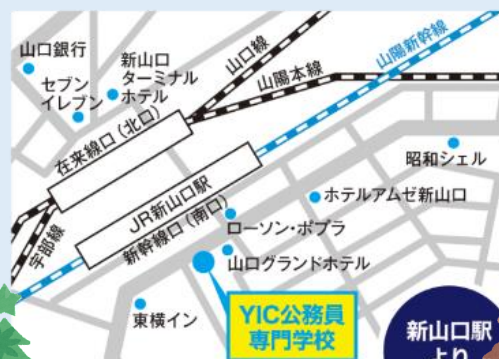 山口銀行
セブン
イレブン
新山口
ターミナル
ホテル
山口線
山陽本線
山陽新幹線
在来線口(北口)
昭和シェル
JR新山口駅
新幹線口(南口)
宇部線
ホテルアムゼ新山口
ローソン・ポプラ
山口グランドホテル
東横イン
YIC公務員
専門学校
新山口駅
より